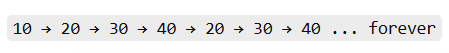 10 → 20 → 30 → 40 → 20 → 30 → 40 ... forever